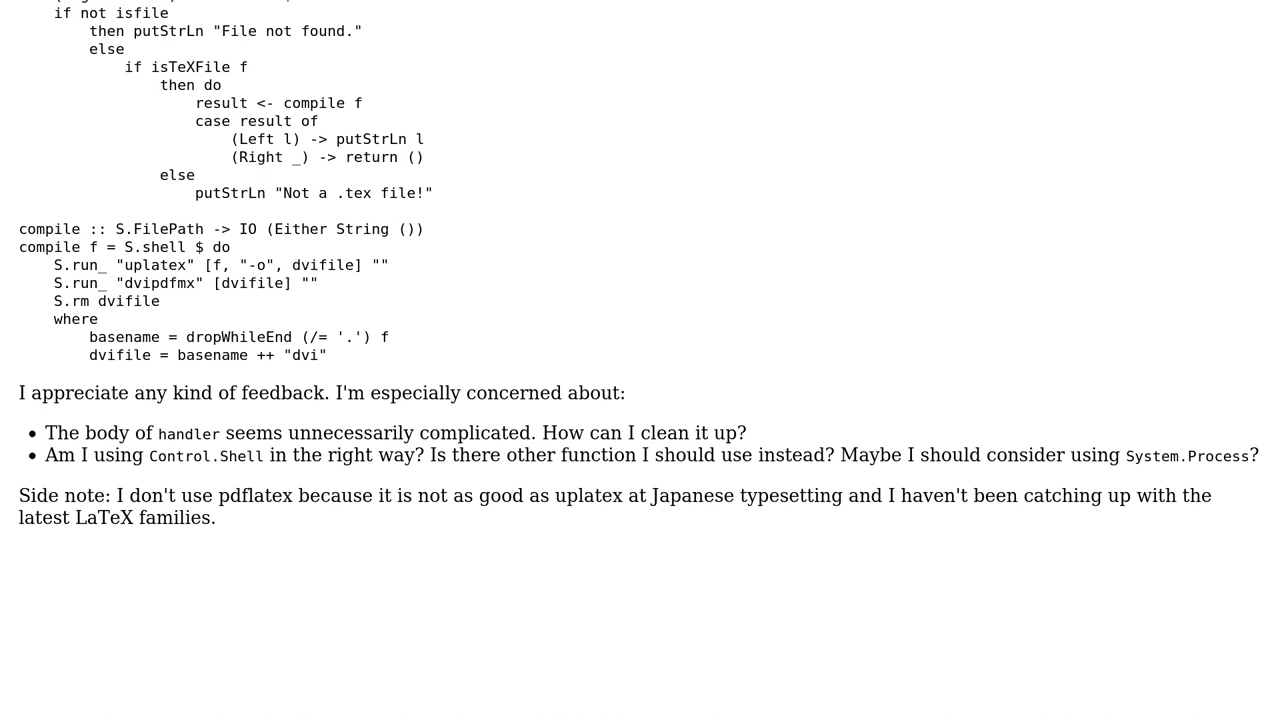 if not isfile
        then putStrLn "File not found."
        else
            if isTeXFile f
                then do
                    result <- compile f
                    case result of
                        (Left l) -> putStrLn l
                        (Right _) -> return ()
                else
                    putStrLn "Not a .tex file!"

compile :: S.FilePath -> IO (Either String ())
compile f = S.shell $ do
    S.run_ "uplatex" [f, "-o", dvifile] ""
    S.run_ "dvipdfmx" [dvifile] ""
    S.rm dvifile
    where
        basename = dropWhileEnd (/= '.') f
        dvifile = basename ++ "dvi"

I appreciate any kind of feedback. I'm especially concerned about:
• The body of handler seems unnecessarily complicated. How can I clean it up?
• Am I using Control.Shell in the right way? Is there other function I should use instead? Maybe I should consider using System.Process?
Side note: I don't use pdflatex because it is not as good as uplatex at Japanese typesetting and I haven't been catching up with the
latest LaTeX families.